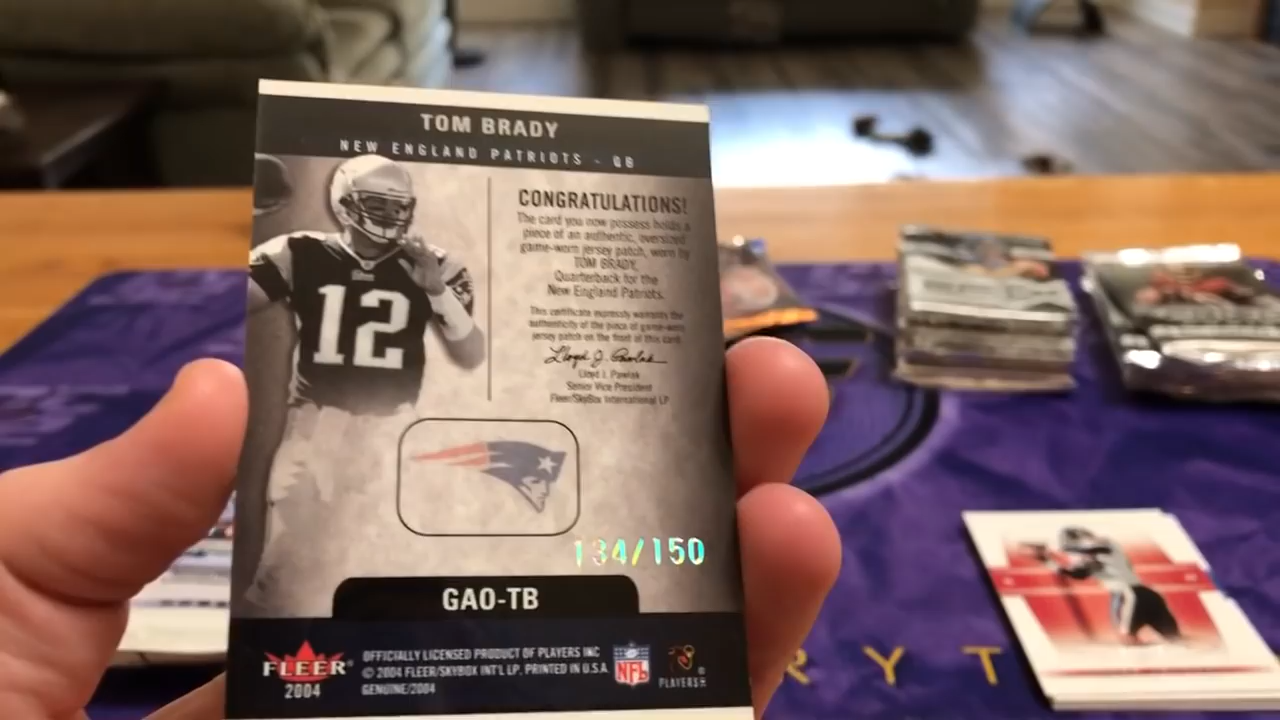 TOM BRADY
NEW ENGLAND PATRIOTS - QB
CONGRATULATIONS!
The card you now possess holds a
piece of an authentic, oversized
game-worn jersey patch, worn by
TOM BRADY,
Quarterback for the
New England Patriots.
This certificate expressly warrants the
authenticity of the piece of game-worn
jersey patch on the front of this card.
Lloyd J. Pawlak
Lloyd J. Pawlak
Senior Vice President
Fleer/SkyBox International LP
12
134/150
GAO-TB
FLEER
2004
OFFICIALLY LICENSED PRODUCT OF PLAYERS INC
© 2004 FLEER/SKYBOX INT'L LP. PRINTED IN U.S.A.
GENUINE/2004
NFL
PLAYERS
R Y T